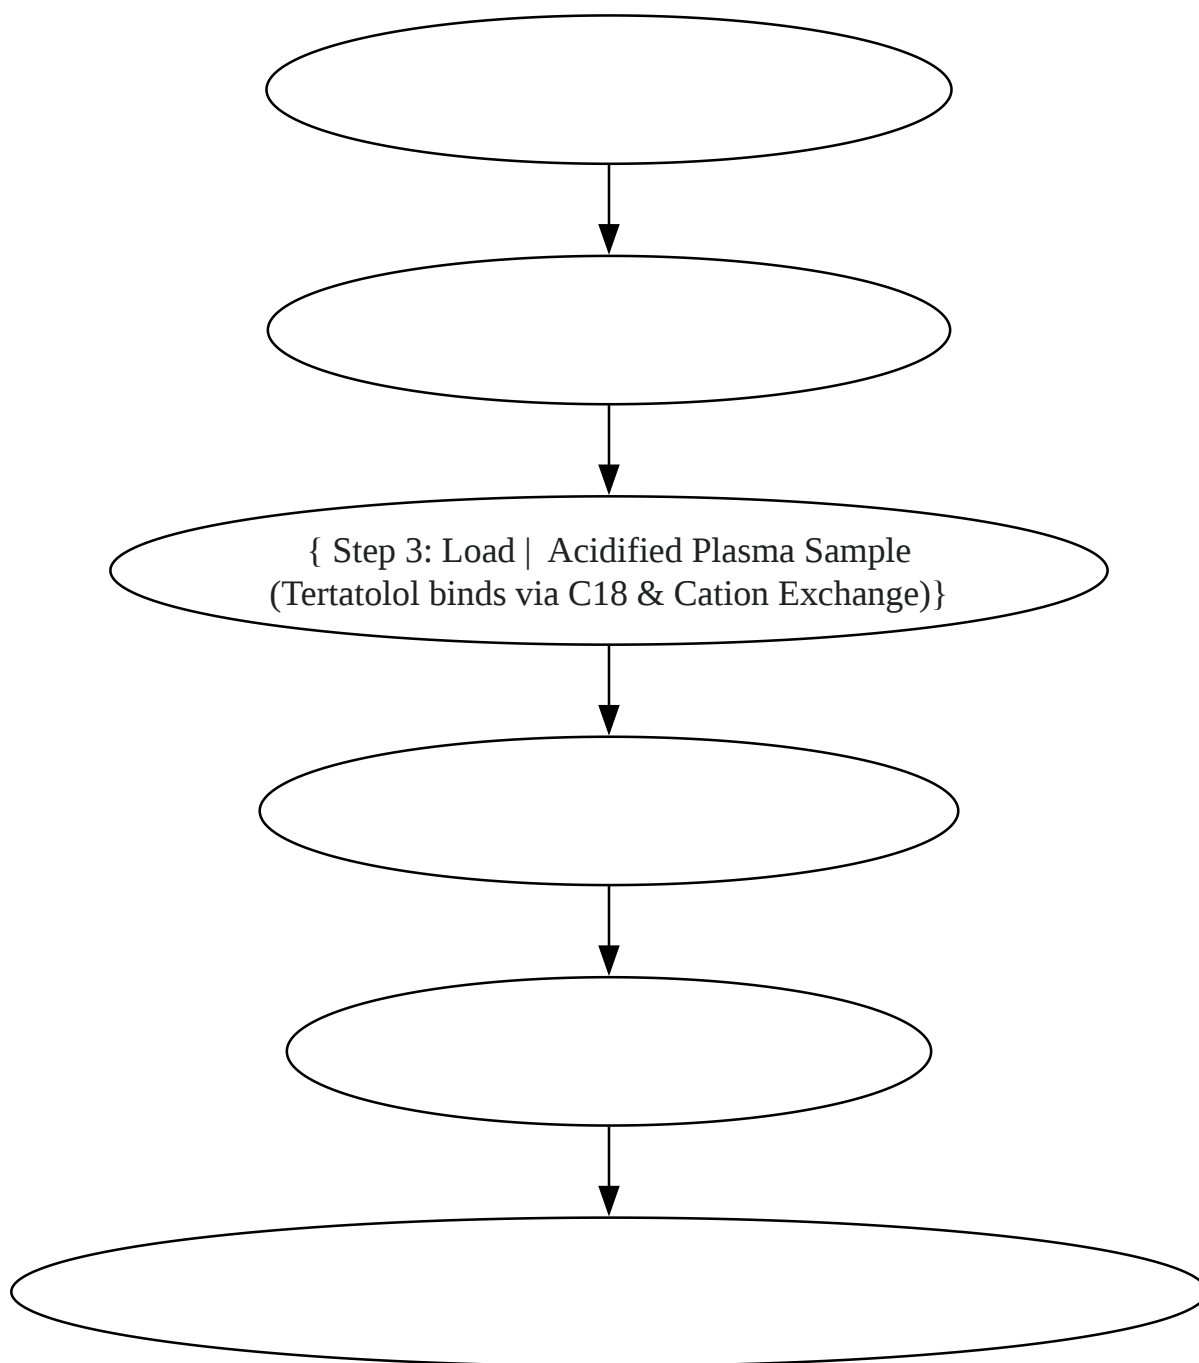 { Step 3: Load | Acidified Plasma Sample
(Tertatolol binds via C18 & Cation Exchange)}